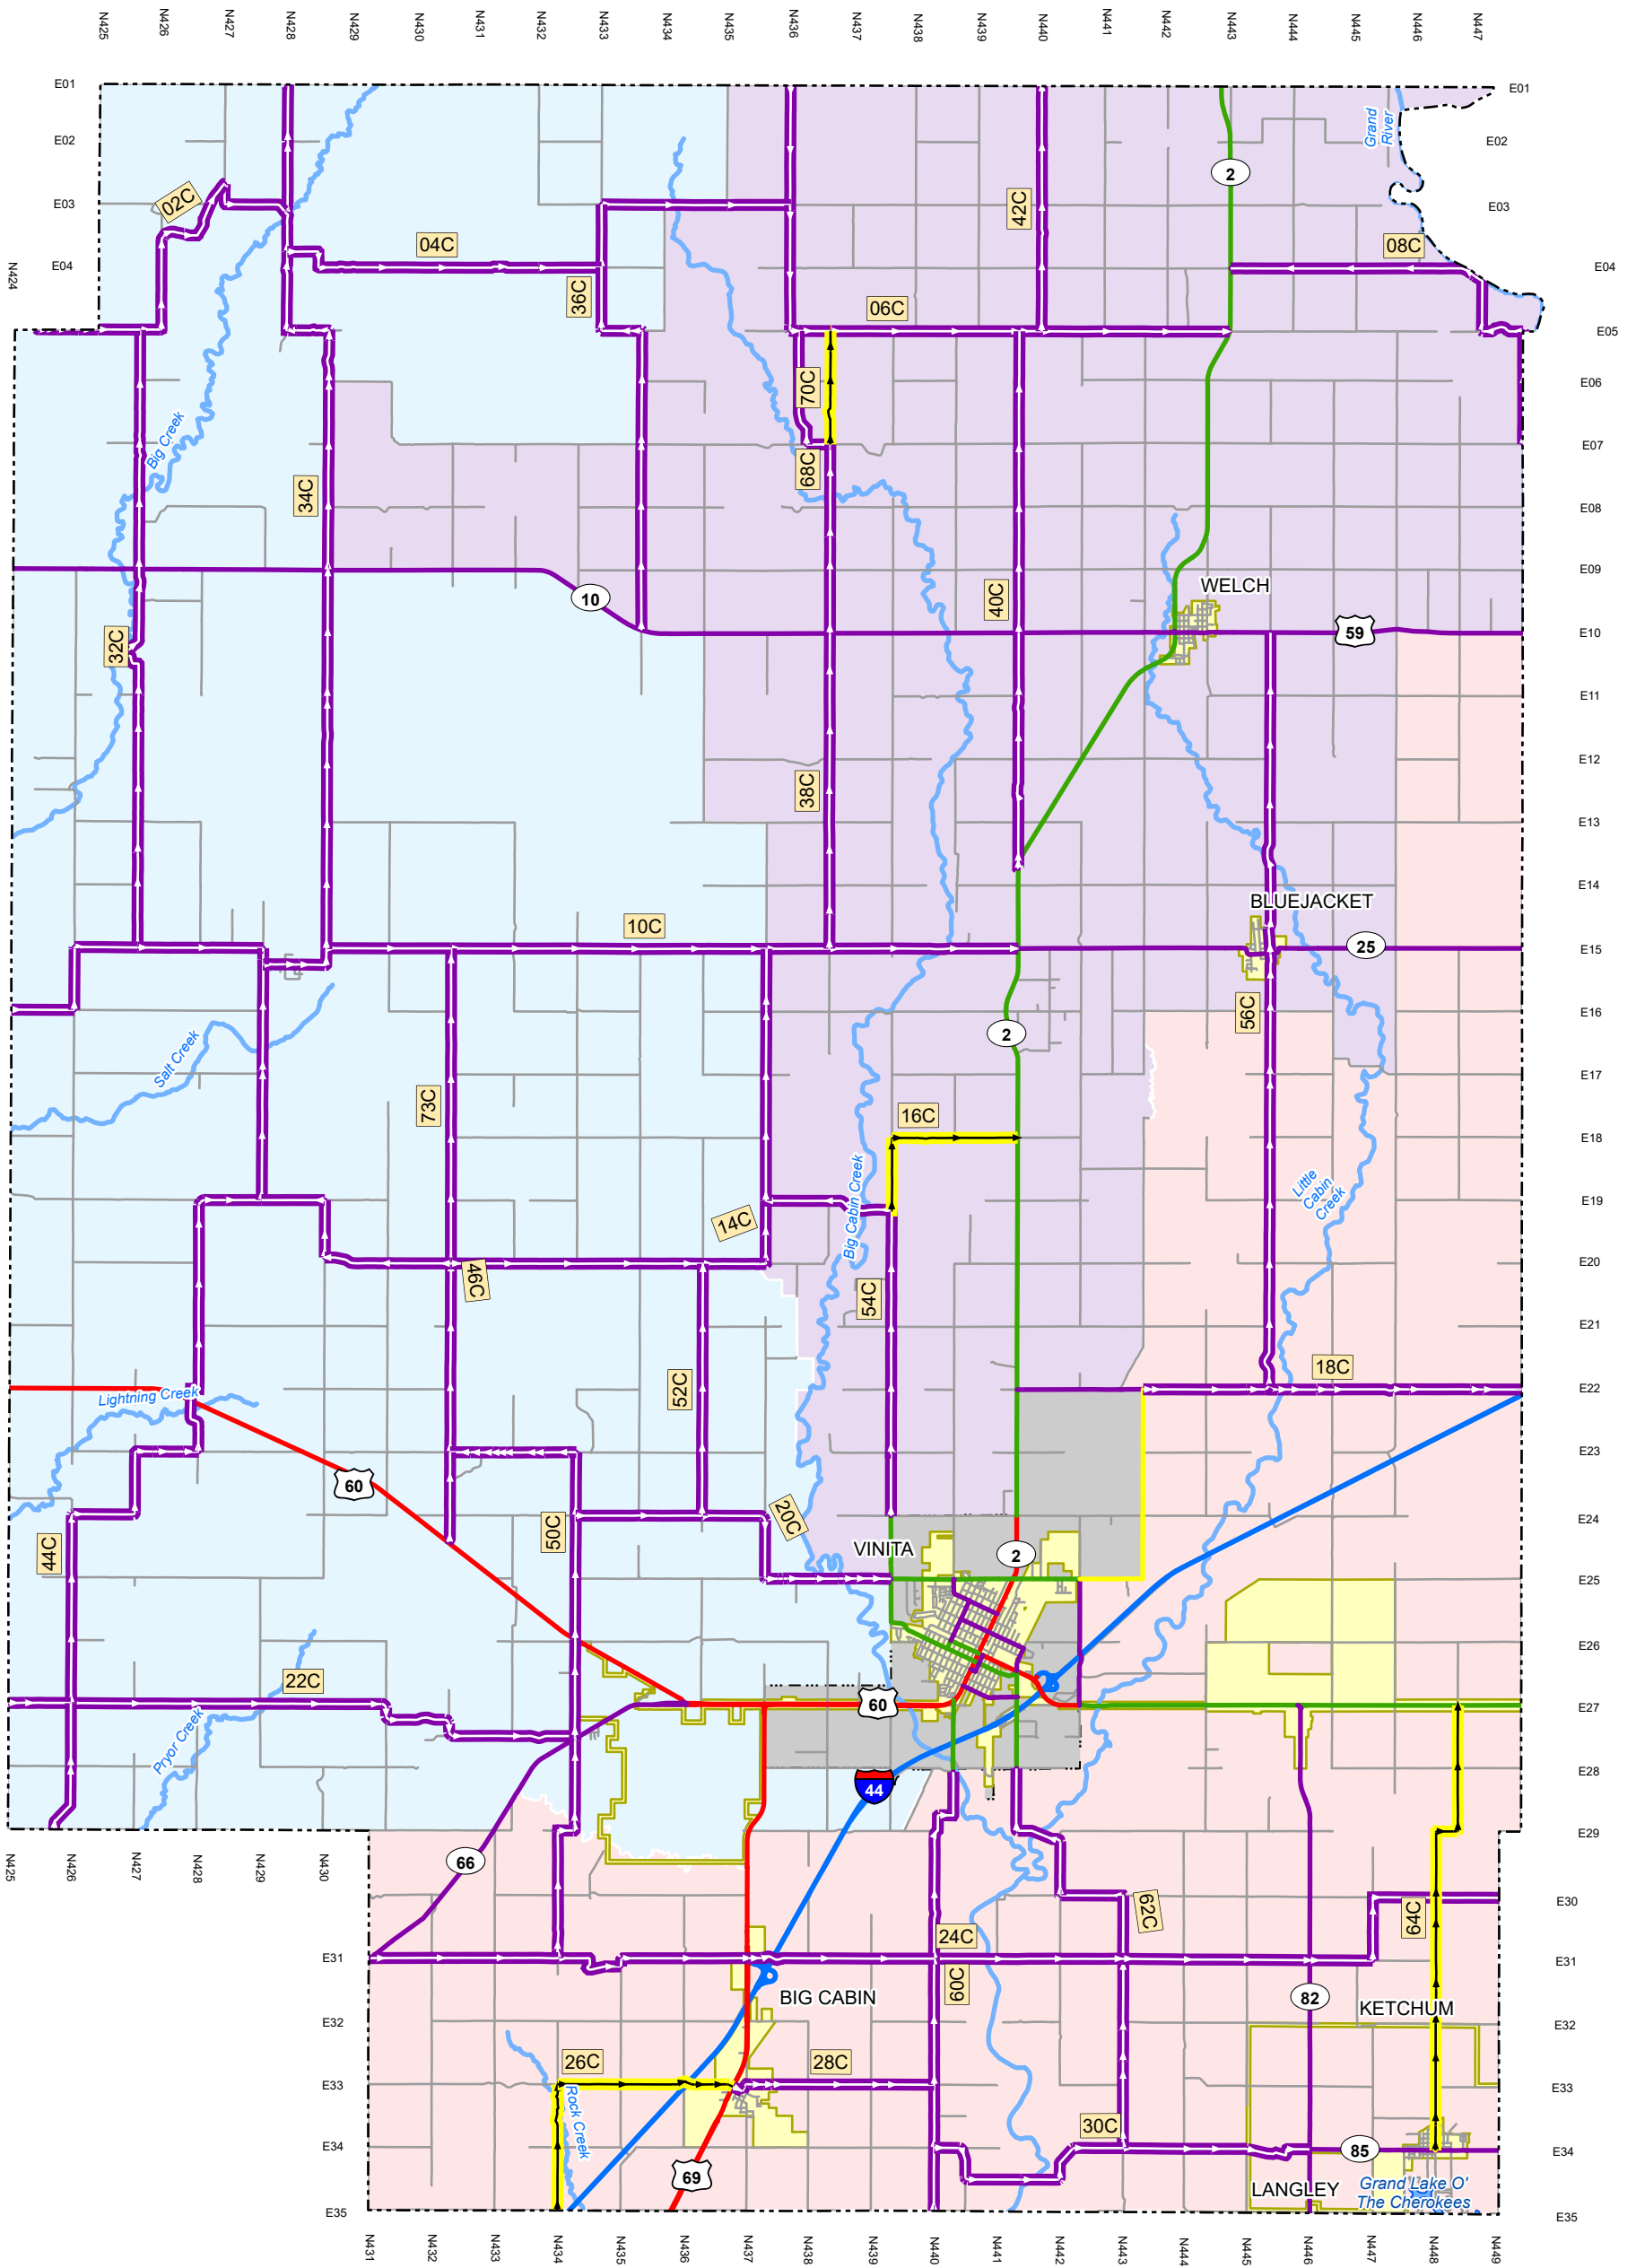 N425 N426 N427 N428 N429 N430 N431 N432 N433 N434 N435 N436 N437 N438 N439 N440 N441 N442 N443 N444 N445 N446 N447
E01
E01
Grand
River
E02
E02
2
02C
E03
42C
E03
04C
08C
N424
E04
36C
E04
06C
E05
70C
E06
Big Creek
E07
68C
34C
E08
E09
WELCH
10
40C
32C
59
E10
E11
38C
E12
E13
E14
BLUEJACKET
10C
25
E15
56C
E16
2
Salt Creek
E17
73C
16C
E18
Little
Cabin
Creek
E19
14C
Big Cabin Creek
E20
46C
54C
E21
18C
52C
E22
Lightning Creek
E23
60
20C
E24
50C
44C
VINITA
2
E25
E26
22C
60
E27
Pryor Creek
E28
44
E29
N425 N426 N427 N428 N429 N430
66
62C
64C
E30
24C
E31
E31
60C
BIG CABIN
82
KETCHUM
E32
E32
26C
28C
E33
E33
Rock Creek
30C
E34
85
E34
69
LANGLEY
Grand Lake O'
The Cherokees
E35
E35
N431 N432 N433 N434 N435 N436 N437 N438 N439 N440 N441 N442 N443 N444 N445 N446 N447 N448 N449